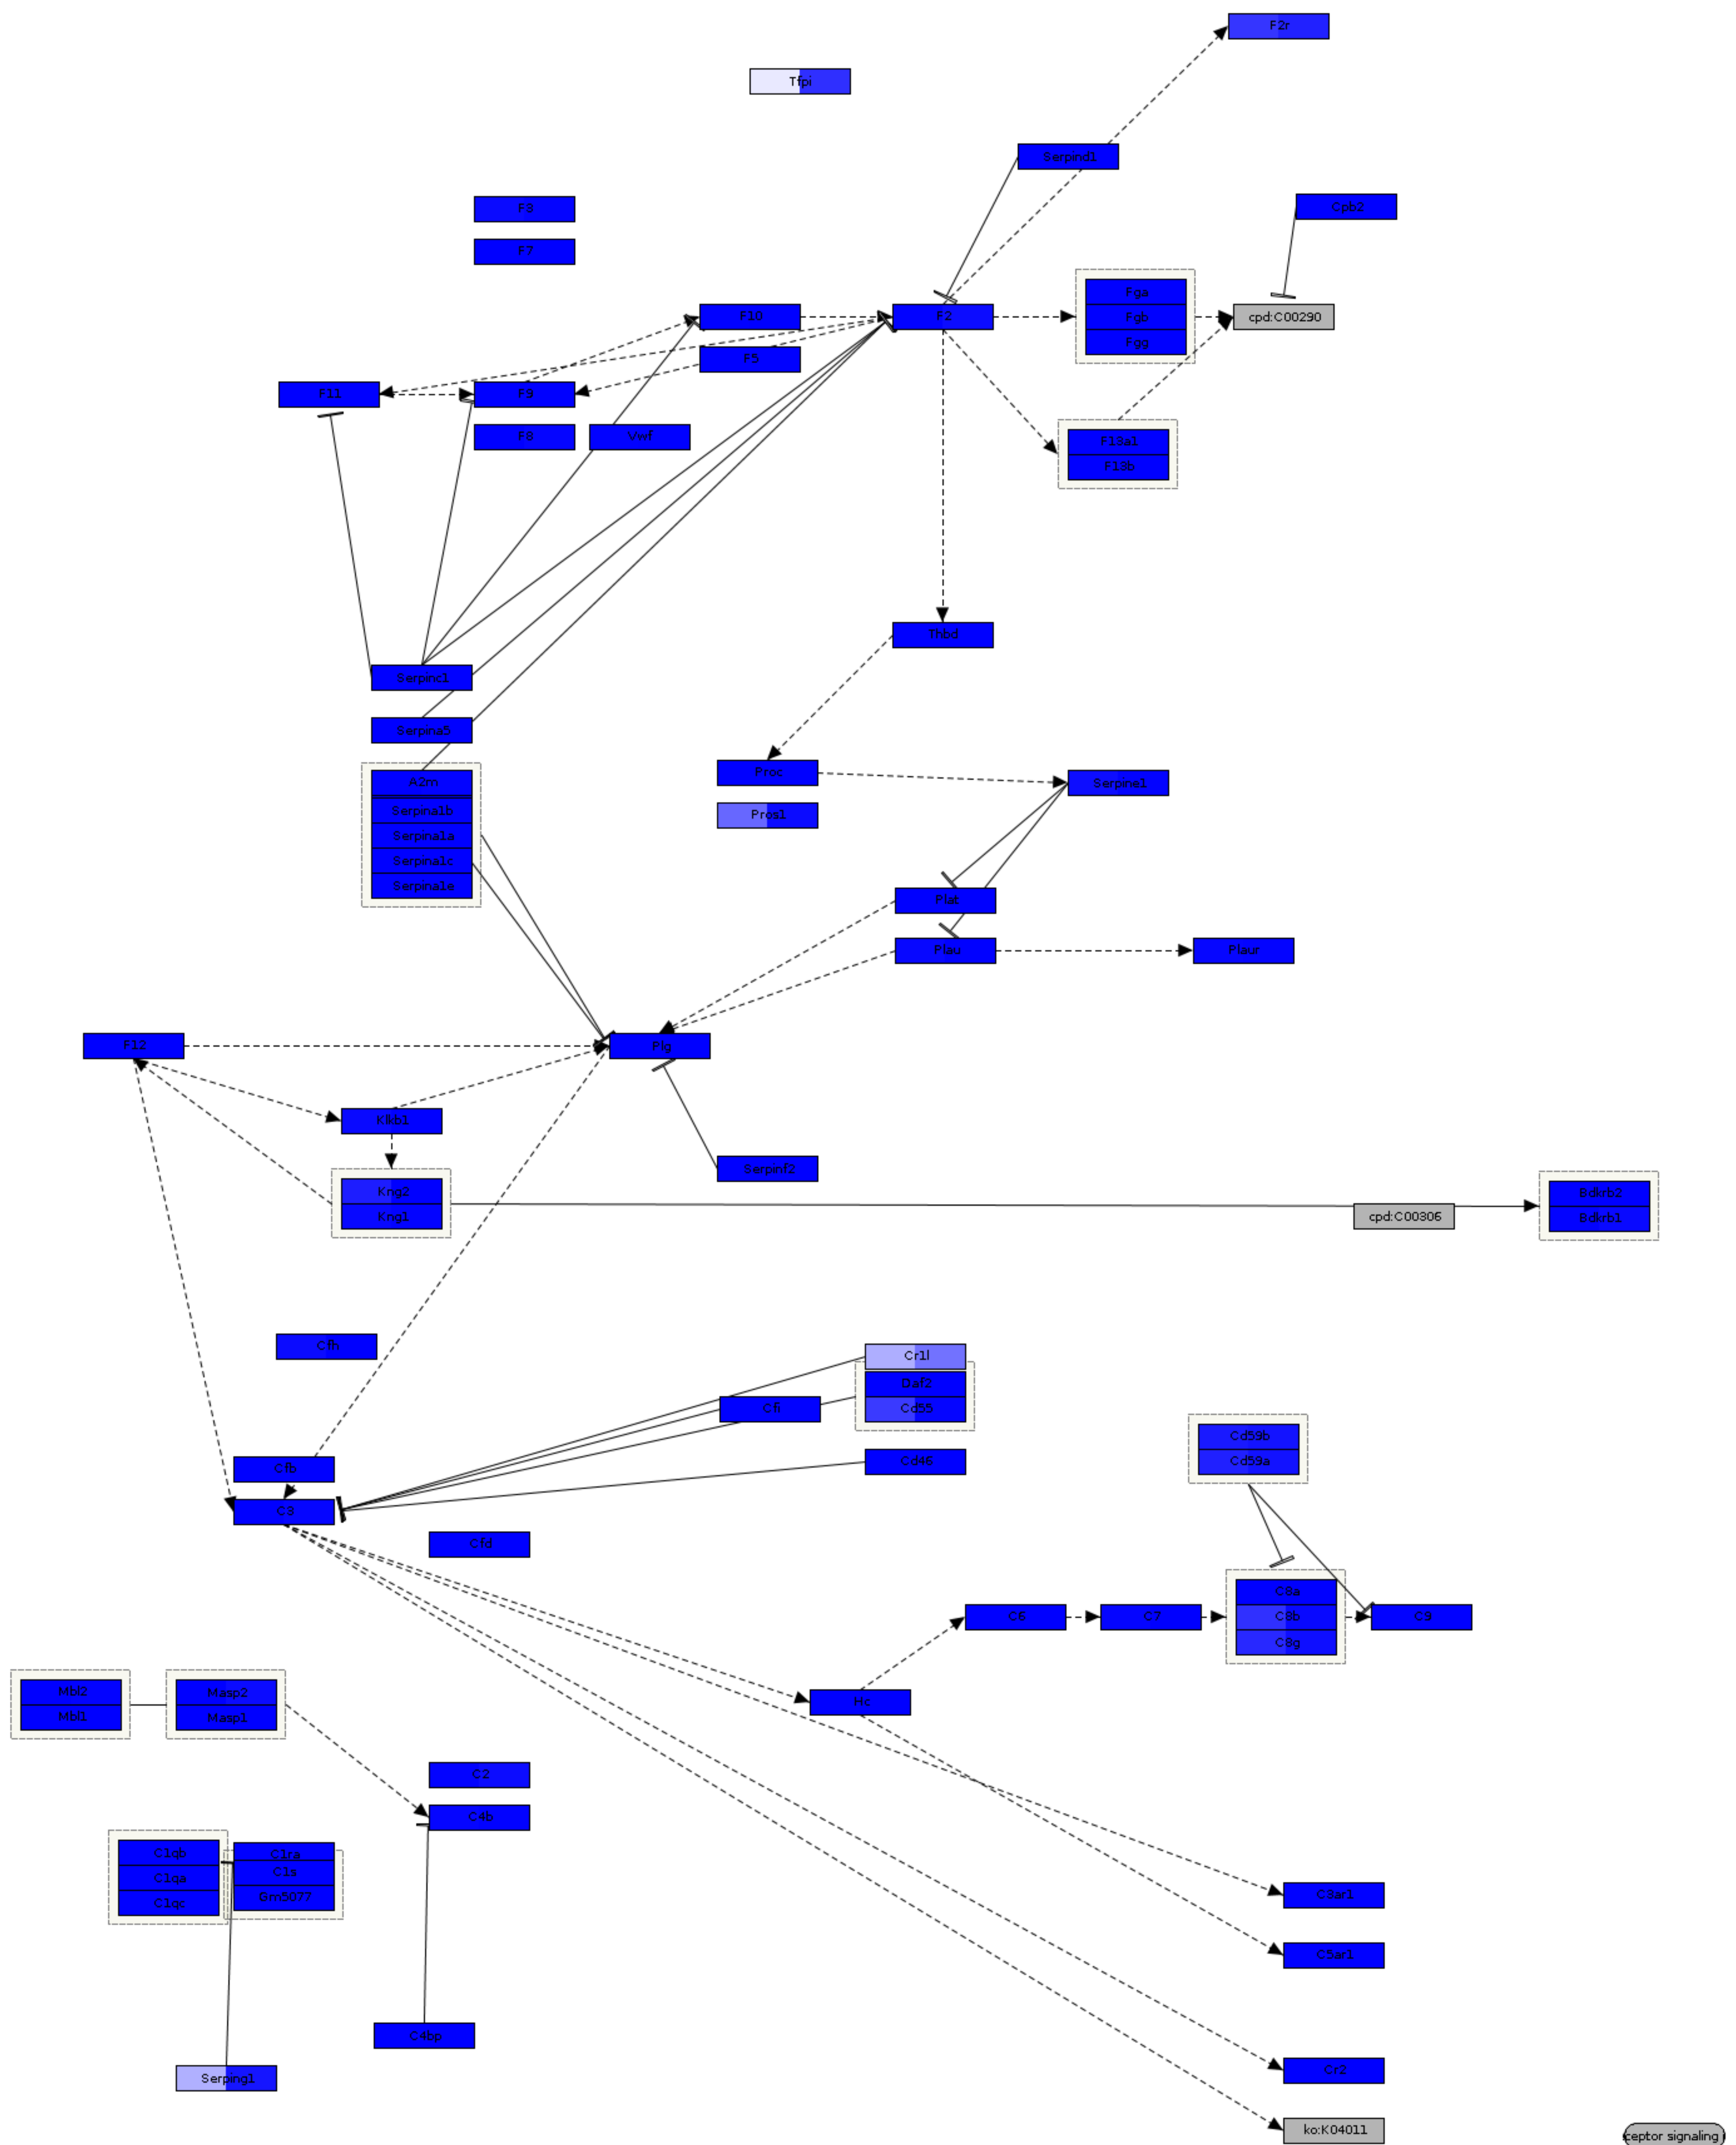 F2r
Tfpi
Serpind1
Cpb2
F3
F7
Fga
Fgb
Fgg
F10
F2
cpd:C00290
F5
F11
F9
F8
Vwf
F13a1
F13b
Thbd
Serpinc1
Serpina5
Proc
Serpine1
Pros1
A2m
Serpina1b
Serpina1a
Serpina1c
Serpina1e
Plat
Plau
Plaur
F12
Plg
Klkb1
Serpinf2
Kng2
Kng1
cpd:C00306
Bdkrb2
Bdkrb1
Cfh
Cr1l
Daf2
Cd55
Cfi
Cd46
Cd59b
Cd59a
Cfb
C3
Cfd
C8a
C8b
C8g
C6
C7
C9
Mbl2
Mbl1
Masp2
Masp1
Hc
C2
C4b
C1qb
C1qa
C1qc
C1ra
C1s
Gm5077
C3ar1
C5ar1
C4bp
Serping1
Cr2
ko:K04011
ceptor signaling